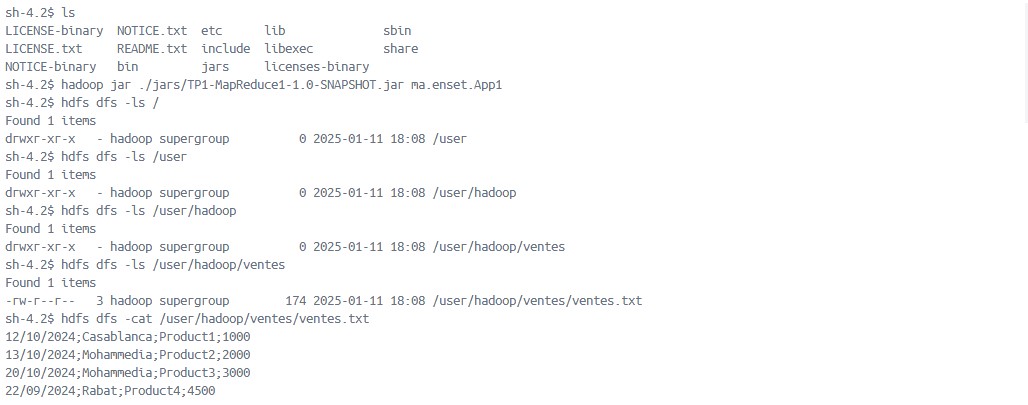 sh-4.2$ ls
LICENSE-binary  NOTICE.txt  etc      lib              sbin
LICENSE.txt     README.txt  include  libexec          share
NOTICE-binary   bin         jars     licenses-binary
sh-4.2$ hadoop jar ./jars/TP1-MapReduce1-1.0-SNAPSHOT.jar ma.enset.App1
sh-4.2$ hdfs dfs -ls /
Found 1 items
drwxr-xr-x   - hadoop supergroup          0 2025-01-11 18:08 /user
sh-4.2$ hdfs dfs -ls /user
Found 1 items
drwxr-xr-x   - hadoop supergroup          0 2025-01-11 18:08 /user/hadoop
sh-4.2$ hdfs dfs -ls /user/hadoop
Found 1 items
drwxr-xr-x   - hadoop supergroup          0 2025-01-11 18:08 /user/hadoop/ventes
sh-4.2$ hdfs dfs -ls /user/hadoop/ventes
Found 1 items
-rw-r--r--   3 hadoop supergroup        174 2025-01-11 18:08 /user/hadoop/ventes/ventes.txt
sh-4.2$ hdfs dfs -cat /user/hadoop/ventes/ventes.txt
12/10/2024;Casablanca;Product1;1000
13/10/2024;Mohammedia;Product2;2000
20/10/2024;Mohammedia;Product3;3000
22/09/2024;Rabat;Product4;4500